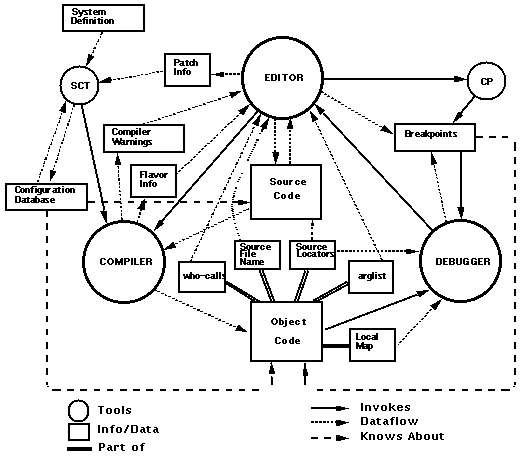 System
Definition
Patch
Info
EDITOR
SCT
CP
Compiler
Warnings
Breakpoints
Flavor
Info
Source
Code
Configuration
Database
Source
File
Name
Source
Locators
COMPILER
DEBUGGER
who-calls
arglist
Object
Code
Local
Map
Tools
Info/Data
Part of
Invokes
Dataflow
Knows About